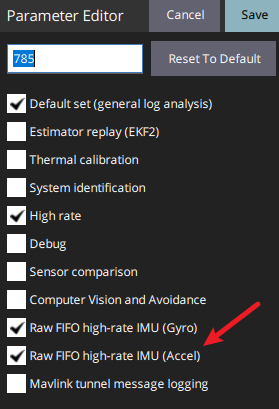 Parameter Editor Cancel Save
785 Reset To Default
Default set (general log analysis)
Estimator replay (EKF2)
Thermal calibration
System identification
High rate
Debug
Sensor comparison
Computer Vision and Avoidance
Raw FIFO high-rate IMU (Gyro)
Raw FIFO high-rate IMU (Accel)
Mavlink tunnel message logging